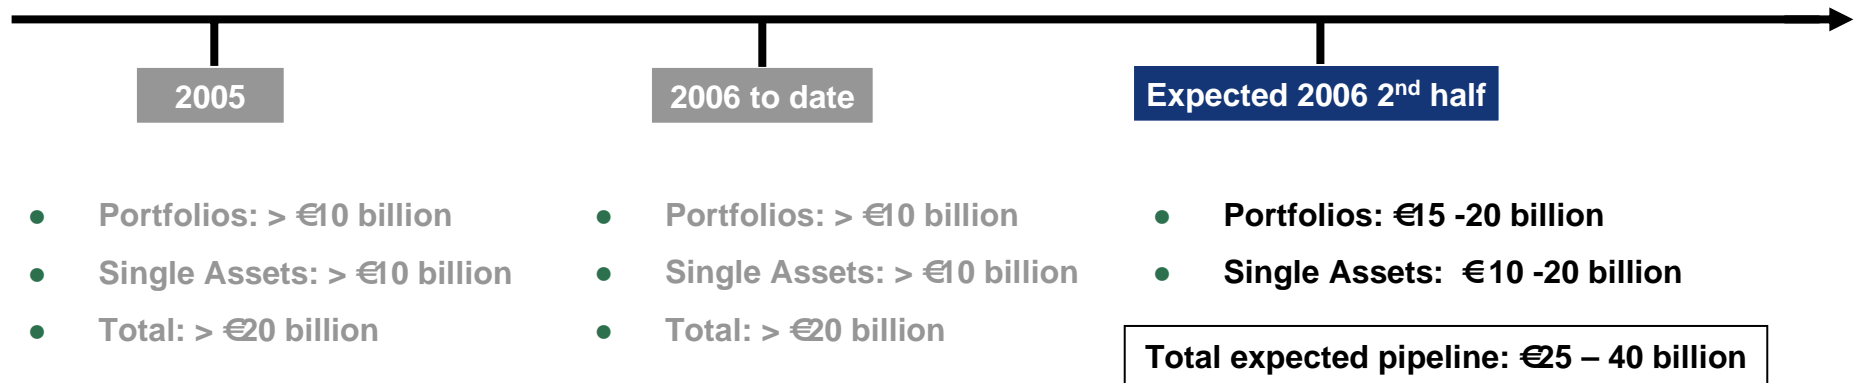 2005
2006 to date
Expected 2006 2nd half
Portfolios: > €10 billion
Single Assets: > €10 billion
Total: > €20 billion
Portfolios: > €10 billion
Single Assets: > €10 billion
Total: > €20 billion
Portfolios: €15 -20 billion
Single Assets: €10 -20 billion
Total expected pipeline: €25 – 40 billion